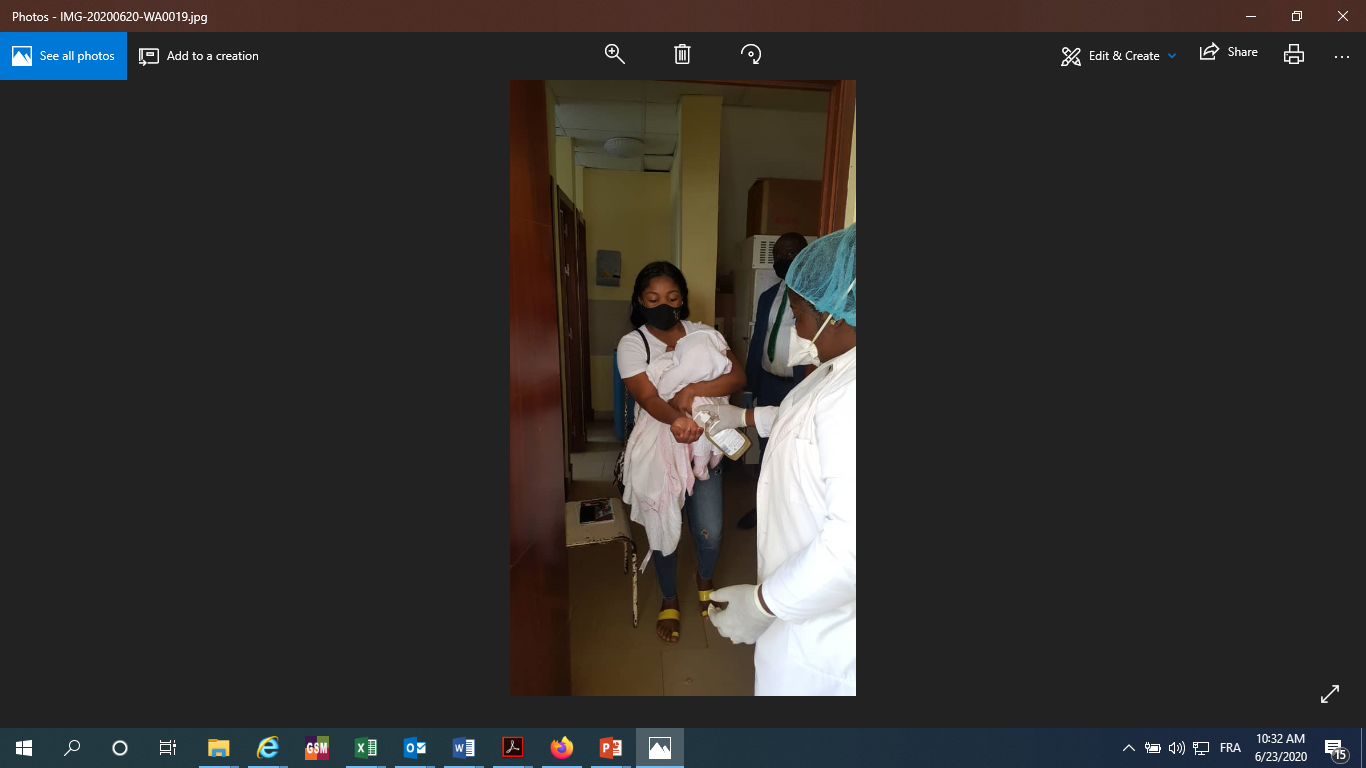 Photos - IMG-20200620-WA0019.jpg
See all photos
Add to a creation
Edit & Create
Share
GSM
FRA
10:32 AM
6/23/2020
15